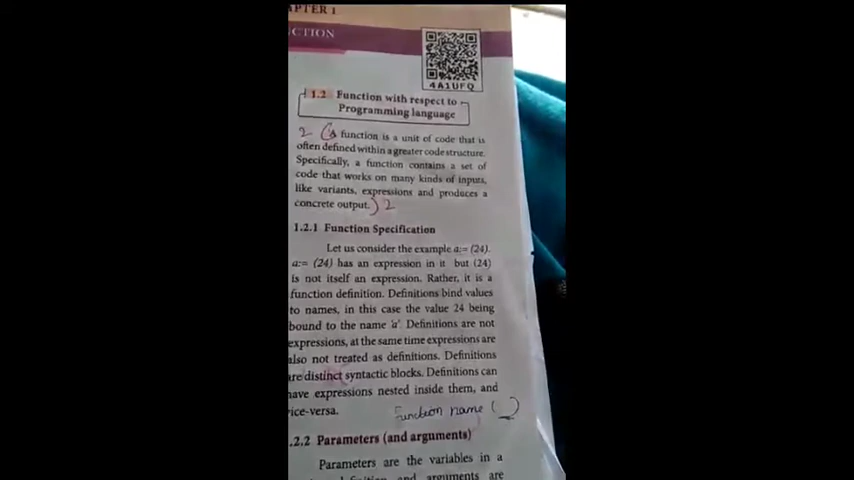 APTER 1
NCTION
4A1UFQ
1.2 Function with respect to
Programming language
2 (A function is a unit of code that is
often defined within a greater code structure.
Specifically, a function contains a set of
code that works on many kinds of inputs,
like variants, expressions and produces a
concrete output.) 2
1.2.1 Function Specification
Let us consider the example a:= (24).
a:= (24) has an expression in it but (24)
is not itself an expression. Rather, it is a
function definition. Definitions bind values
to names, in this case the value 24 being
bound to the name 'a'. Definitions are not
expressions, at the same time expressions are
also not treated as definitions. Definitions
are distinct syntactic blocks. Definitions can
have expressions nested inside them, and
vice-versa.
Function name ( )
.2.2 Parameters (and arguments)
Parameters are the variables in a
definition and arguments are